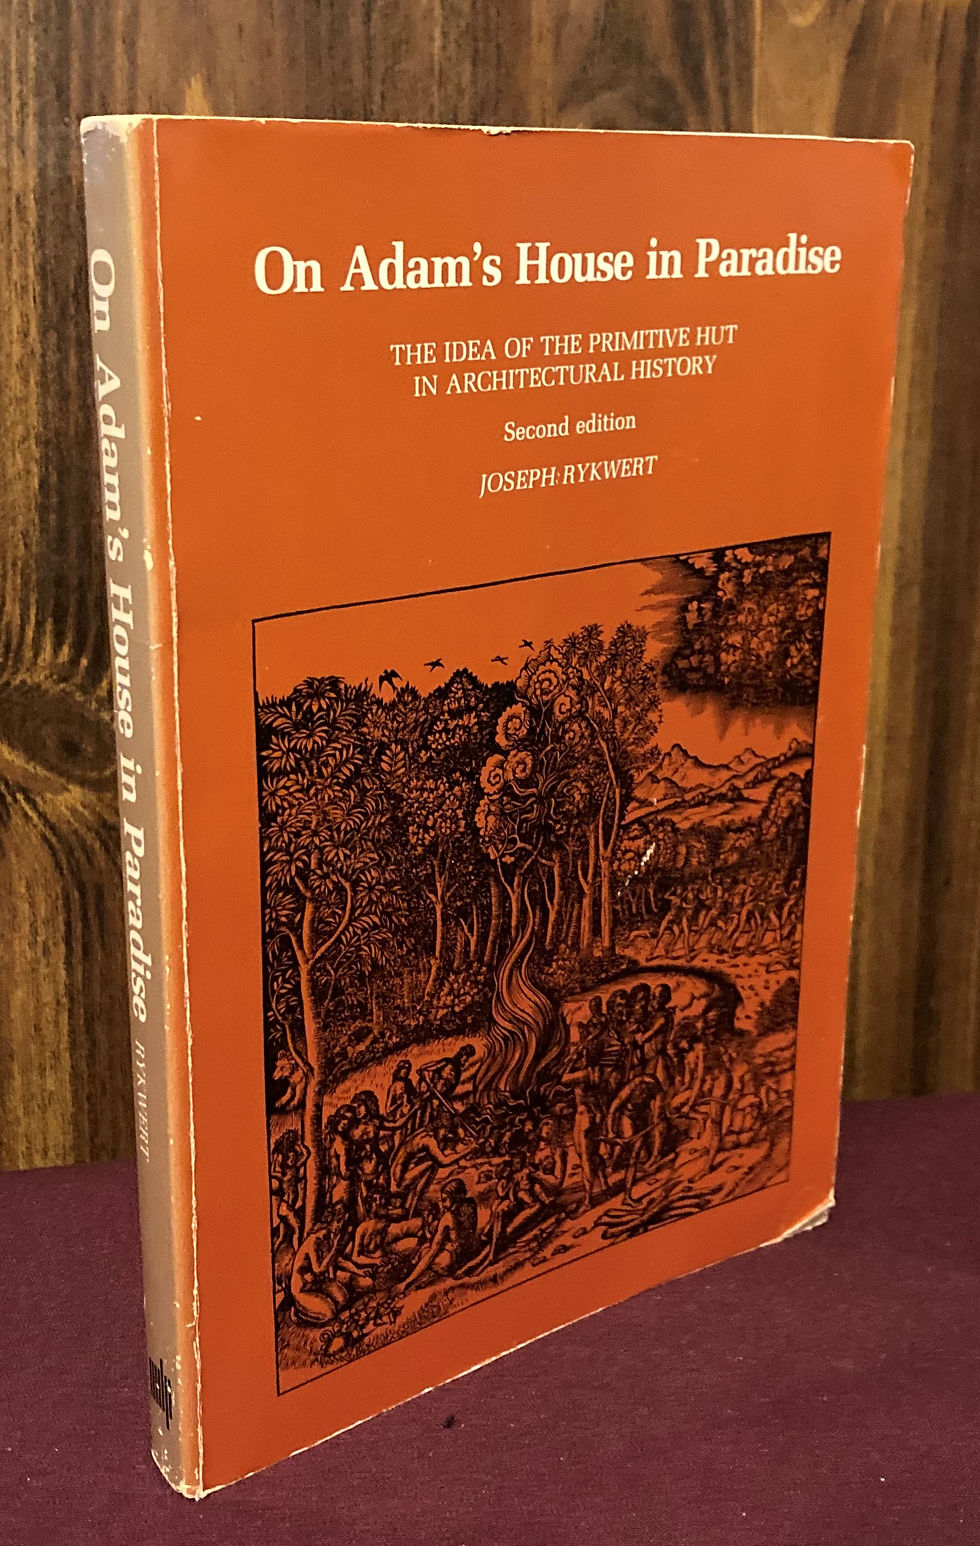 On Adam's House in Paradise
THE IDEA OF THE PRIMITIVE HUT
IN ARCHITECTURAL HISTORY
Second edition
JOSEPH RYKWERT
On Adam's House in Paradise RYKWERT